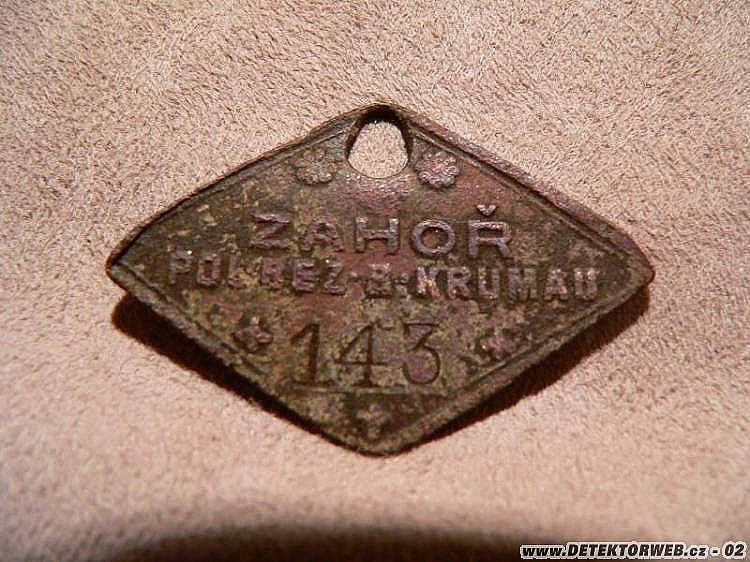 ZAHOŘ
POL·BEZ·B·KRUMAU
143
www.DETEKTORWEB.cz - 02